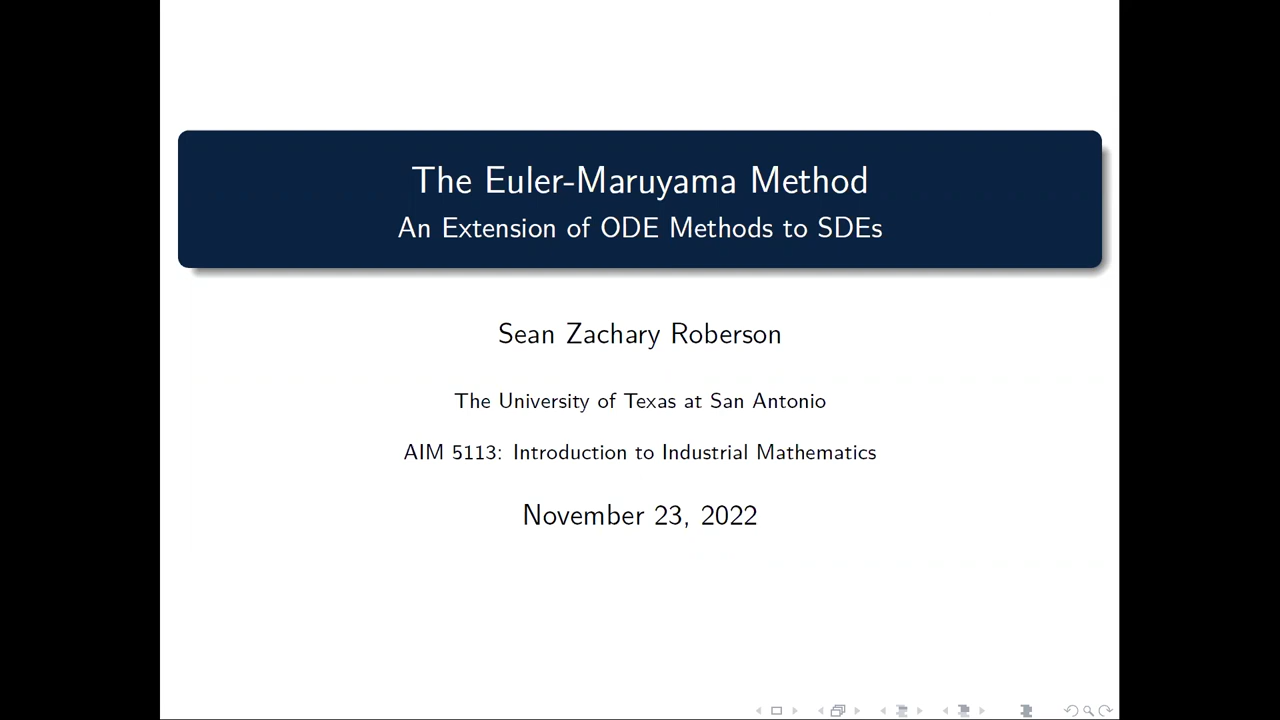 The Euler-Maruyama Method
An Extension of ODE Methods to SDEs
Sean Zachary Roberson
The University of Texas at San Antonio
AIM 5113: Introduction to Industrial Mathematics
November 23, 2022